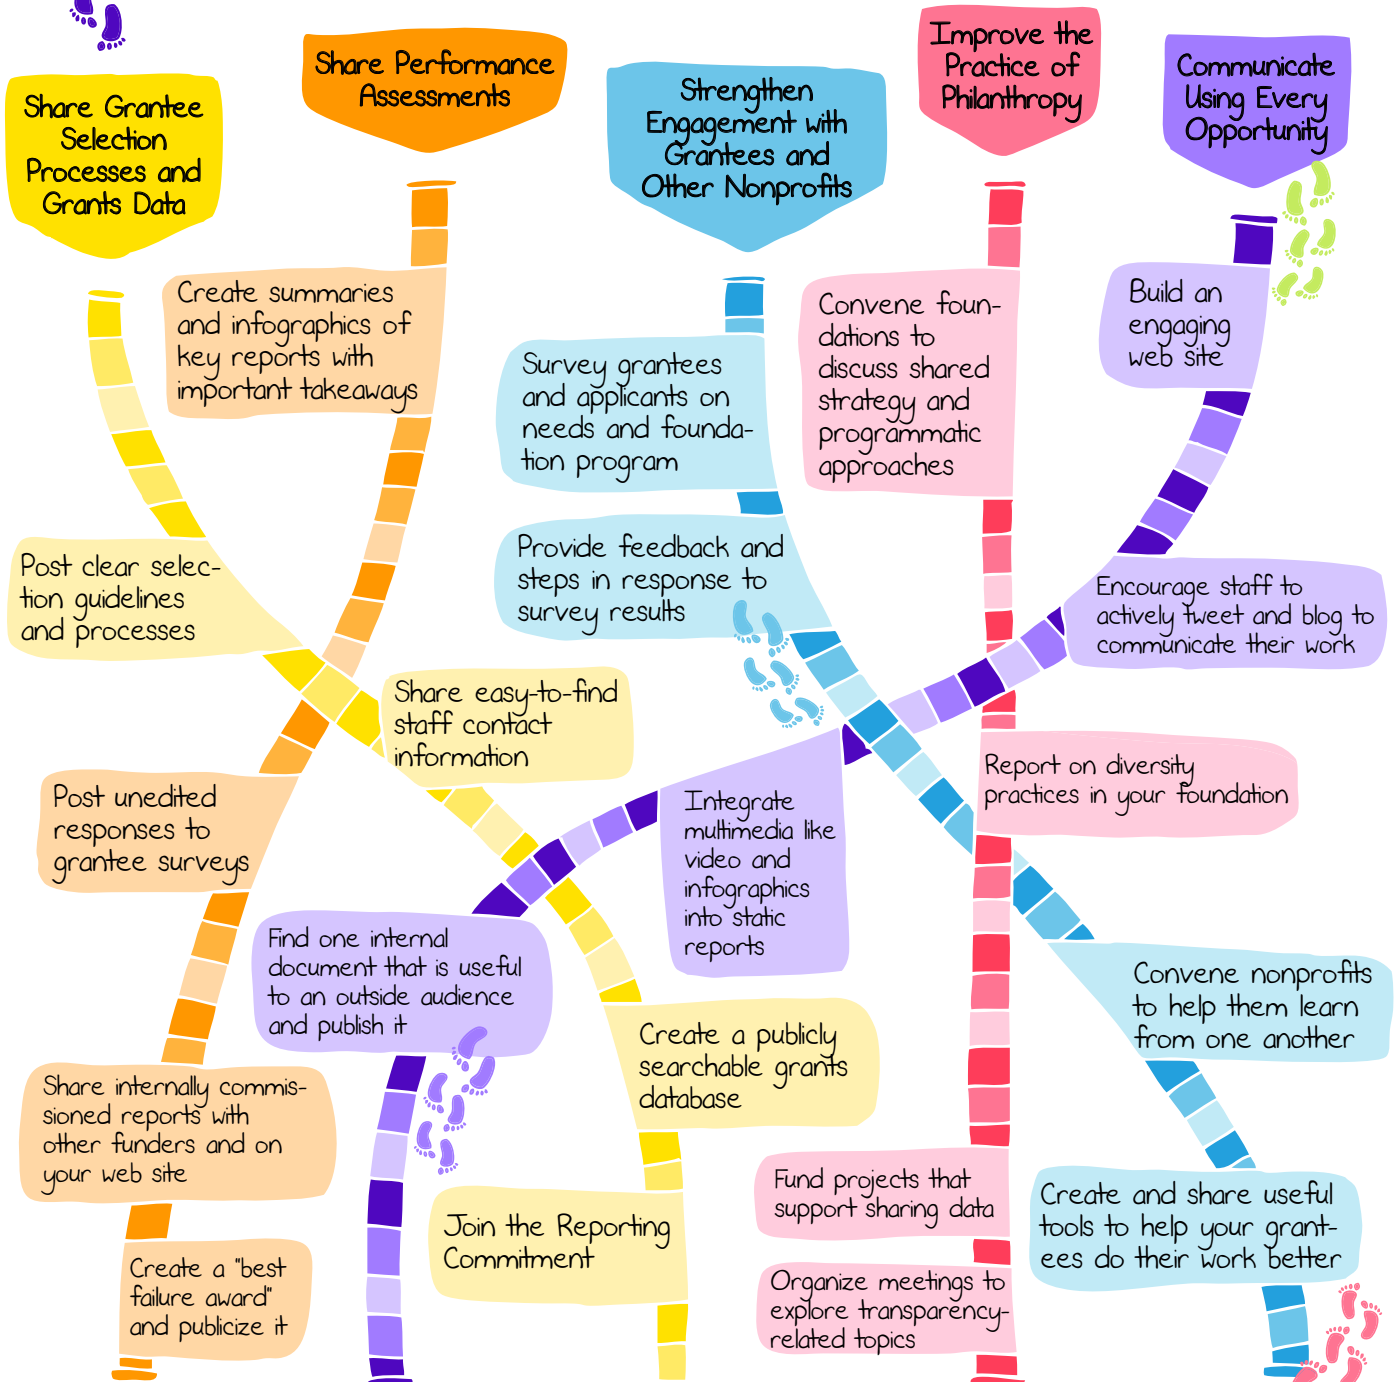 Share Grantee
Selection
Processes and
Grants Data
Share Performance
Assessments
Strengthen
Engagement with
Grantees and
Other Nonprofits
Improve the
Practice of
Philanthropy
Communicate
Using Every
Opportunity
Create summaries
and infographics of
key reports with
important takeaways
Survey grantees
and applicants on
needs and founda-
tion program
Convene foun-
dations to
discuss shared
strategy and
programmatic
approaches
Build an
engaging
web site
Post clear selec-
tion guidelines
and processes
Provide feedback and
steps in response to
survey results
Encourage staff to
actively tweet and blog to
communicate their work
Share easy-to-find
staff contact
information
Post unedited
responses to
grantee surveys
Integrate
multimedia like
video and
infographics
into static
reports
Report on diversity
practices in your foundation
Find one internal
document that is useful
to an outside audience
and publish it
Convene nonprofits
to help them learn
from one another
Create a publicly
searchable grants
database
Share internally commis-
sioned reports with
other funders and on
your web site
Fund projects that
support sharing data
Create and share useful
tools to help your grant-
ees do their work better
Join the Reporting
Commitment
Create a "best
failure award"
and publicize it
Organize meetings to
explore transparency-
related topics